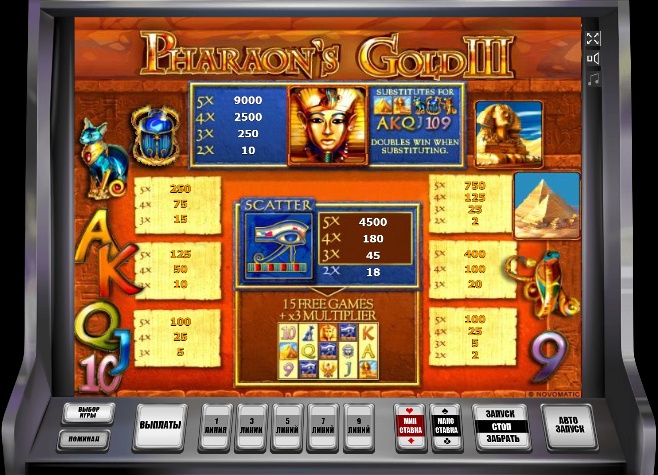 PHARAON'S GOLD III
5X 9000
4X 2500
3X 250
2X 10
SUBSTITUTES FOR
AKQJ 109
DOUBLES WIN WHEN
SUBSTITUTING.
5X 250
4X 75
3X 15
5X 750
4X 125
3X 25
2X 2
SCATTER
5X 4500
4X 180
3X 45
2X 18
A
K
5X 125
4X 50
3X 10
5X 400
4X 100
3X 20
15 FREE GAMES
+ x3 MULTIPLIER
10 K
Q A
9 J
Q
J
10
5X 100
4X 25
3X 5
5X 100
4X 25
3X 5
2X 2
9
© NOVOMATIC
ВЫБОР
ИГРЫ
НОМИНАЛ
ВЫПЛАТЫ
1
ЛИНИЯ
3
ЛИНИИ
5
ЛИНИЙ
7
ЛИНИЙ
9
ЛИНИЙ
МИН
СТАВКА
МАКС
СТАВКА
ЗАПУСК
СТОП
ЗАБРАТЬ
АВТО
ЗАПУСК